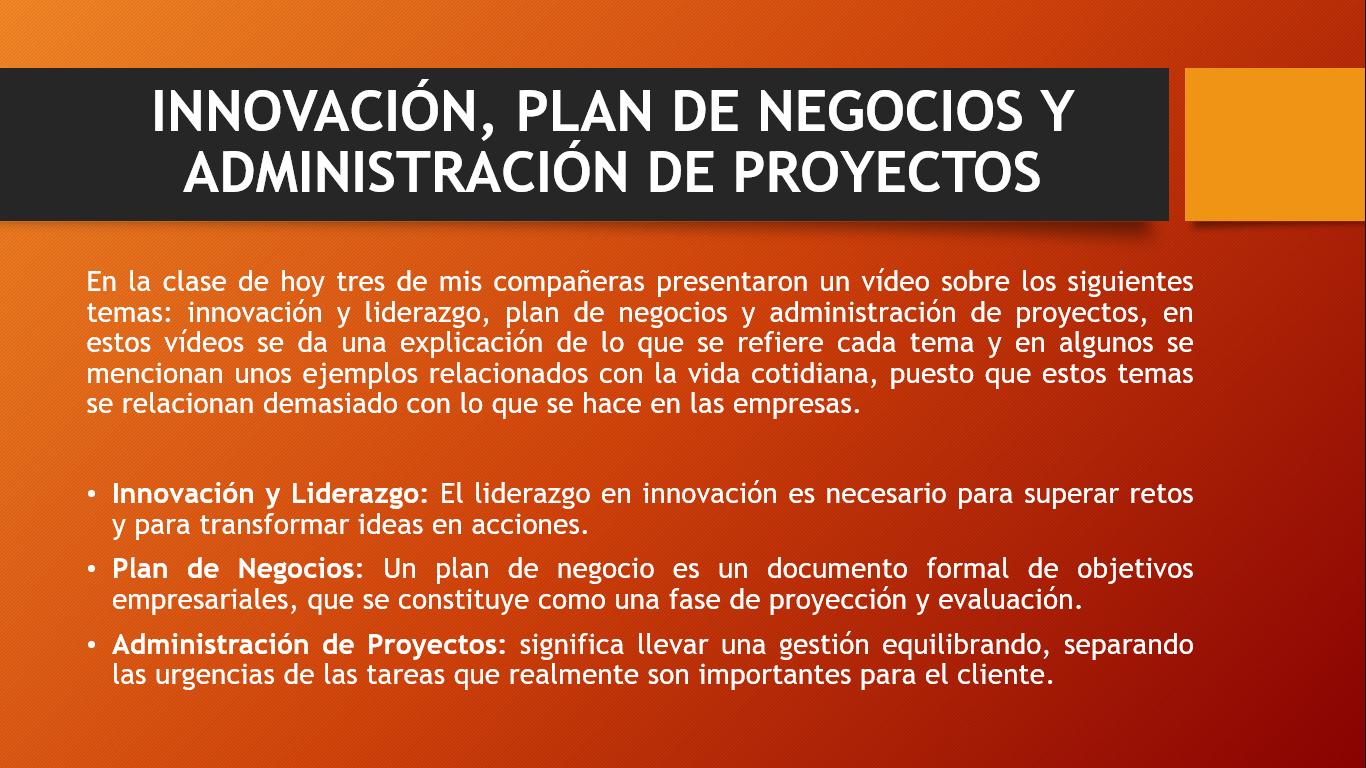 INNOVACIÓN, PLAN DE NEGOCIOS Y
ADMINISTRACIÓN DE PROYECTOS
En la clase de hoy tres de mis compañeras presentaron un vídeo sobre los siguientes
temas: innovación y liderazgo, plan de negocios y administración de proyectos, en
estos vídeos se da una explicación de lo que se refiere cada tema y en algunos se
mencionan unos ejemplos relacionados con la vida cotidiana, puesto que estos temas
se relacionan demasiado con lo que se hace en las empresas.
• Innovación y Liderazgo: El liderazgo en innovación es necesario para superar retos
y para transformar ideas en acciones.
• Plan de Negocios: Un plan de negocio es un documento formal de objetivos
empresariales, que se constituye como una fase de proyección y evaluación.
• Administración de Proyectos: significa llevar una gestión equilibrando, separando
las urgencias de las tareas que realmente son importantes para el cliente.